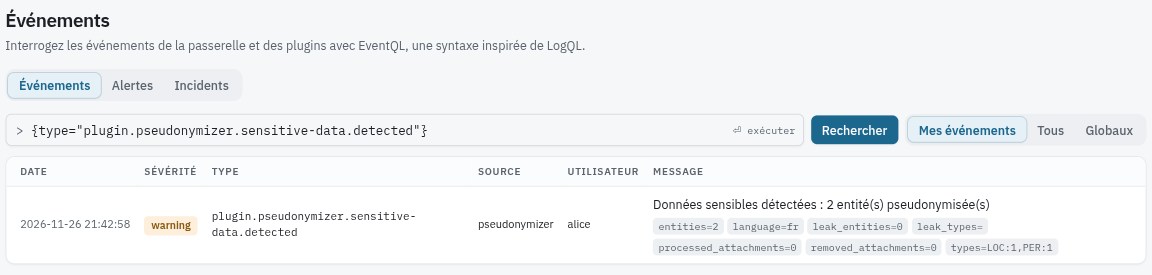 Événements
Interrogez les événements de la passerelle et des plugins avec EventQL, une syntaxe inspirée de LogQL.
Événements Alertes Incidents
> {type="plugin.pseudonymizer.sensitive-data.detected"} ⏎ exécuter Rechercher Mes événements Tous Globaux
DATE SÉVÉRITÉ TYPE SOURCE UTILISATEUR MESSAGE
2026-11-26 21:42:58 warning plugin.pseudonymizer.sensitive-
data.detected pseudonymizer alice Données sensibles détectées : 2 entité(s) pseudonymisée(s)
entities=2 language=fr leak_entities=0 leak_types=
processed_attachments=0 removed_attachments=0 types=LOC:1,PER:1